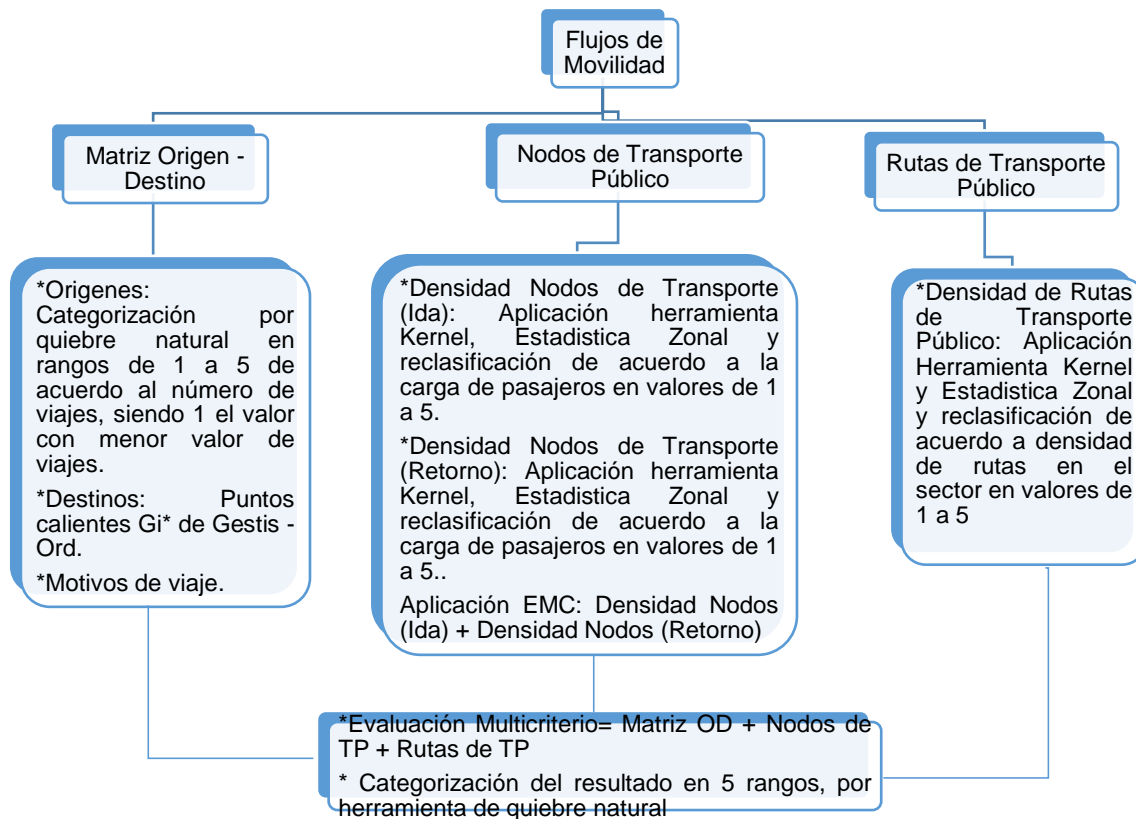 Flujos de
Movilidad
Matriz Origen -
Destino
Nodos de Transporte
Público
Rutas de Transporte
Público
*Origenes:
Categorización por
quiebre natural en
rangos de 1 a 5 de
acuerdo al número de
viajes, siendo 1 el valor
con menor valor de
viajes.
*Destinos: Puntos
calientes Gi* de Gestis -
Ord.
*Motivos de viaje.
*Densidad Nodos de Transporte
(Ida): Aplicación herramienta
Kernel, Estadistica Zonal y
reclasificación de acuerdo a la
carga de pasajeros en valores de 1
a 5.
*Densidad Nodos de Transporte
(Retorno): Aplicación herramienta
Kernel, Estadistica Zonal y
reclasificación de acuerdo a la
carga de pasajeros en valores de 1
a 5..
Aplicación EMC: Densidad Nodos
(Ida) + Densidad Nodos (Retorno)
*Densidad de Rutas
de Transporte
Público: Aplicación
Herramienta Kernel
y Estadistica Zonal
y reclasificación de
acuerdo a densidad
de rutas en el
sector en valores de
1 a 5
*Evaluación Multicriterio= Matriz OD + Nodos de
TP + Rutas de TP
* Categorización del resultado en 5 rangos, por
herramienta de quiebre natural